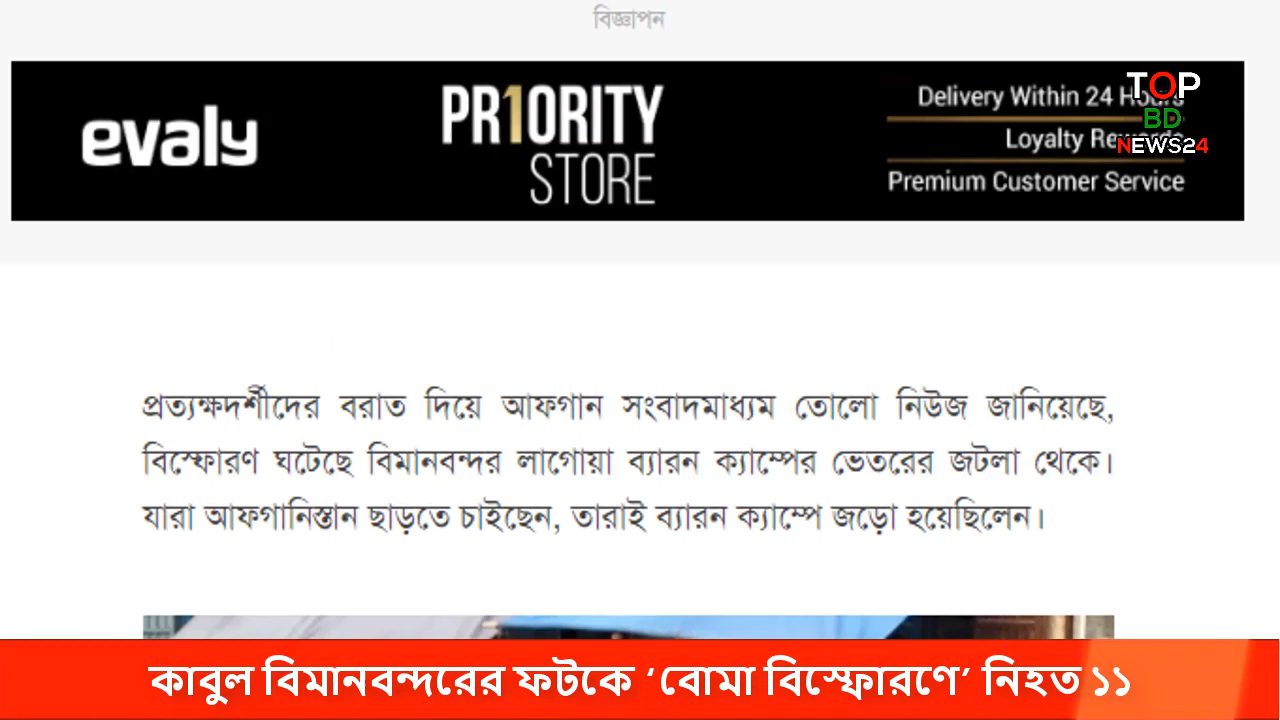 বিজ্ঞাপন
evaly
PR1ORITY
STORE
Delivery Within 24 Hours
Loyalty Rewards
Premium Customer Service
TOP
BD
NEWS24
প্রত্যক্ষদর্শীদের বরাত দিয়ে আফগান সংবাদমাধ্যম তোলো নিউজ জানিয়েছে,
বিস্ফোরণ ঘটেছে বিমানবন্দর লাগোয়া ব্যারন ক্যাম্পের ভেতরের জটলা থেকে।
যারা আফগানিস্তান ছাড়তে চাইছেন, তারাই ব্যারন ক্যাম্পে জড়ো হয়েছিলেন।
কাবুল বিমানবন্দরের ফটকে ‘বোমা বিস্ফোরণে’ নিহত ১১